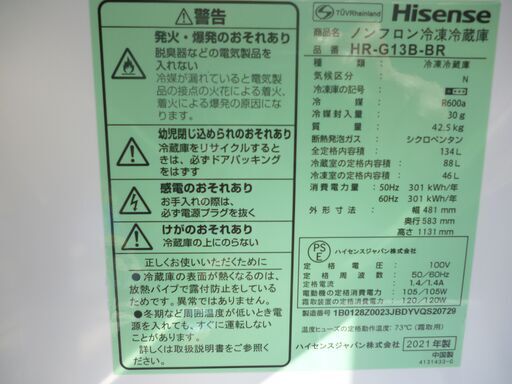 警告
発火・爆発のおそれあり
脱臭器などの電気製品を
入れない
冷媒が漏れていると電気製
品の接点の火花による着火、
着火により爆発の原因にな
ります。
幼児閉じ込められのおそれあり
冷蔵庫をリサイクルするとき
は、必ずドアパッキング
をはずす
感電のおそれあり
お手入れの際は、
必ず電源プラグを抜く
けがのおそれあり
冷蔵庫の上にのらない
正しくお使いいただくために
●冷蔵庫の表面が熱くなるのは、
放熱パイプで露付防止をしている
ためです。異常ではありません。
●冬期など周囲温度が低いときは
運転しないことがあります。
詳しくは取扱説明書をご参照ください。
TÜVRheinland
Hisense
商品名 ノンフロン冷凍冷蔵庫
品番 HR-G13B-BR
種類 冷凍冷蔵庫
気候区分 N
冷凍庫の記号
冷媒 R600a
冷媒封入量 30g
質量 42.5kg
断熱発泡ガス シクロペンタン
全定格内容積 134L
冷蔵室の定格内容積 88L
冷凍室の定格内容積 46L
消費電力量 50Hz 301 kWh/年
60Hz 301 kWh/年
外形寸法 幅 481 mm
奥行 583 mm
高さ 1131 mm
PSE
ハイセンスジャパン株式会社
定格電圧 100V
定格周波数 50/60Hz
定格電流 1.4/1.4A
電動機の定格消費電力 105/105W
霜取装置の定格消費電力 120/120W
製造番号 1B0128Z0023JBDYVQS20729
温度ヒューズの定格動作温度:73℃(霜取用)
ハイセンスジャパン株式会社
2021年製
中国製
4131433-C